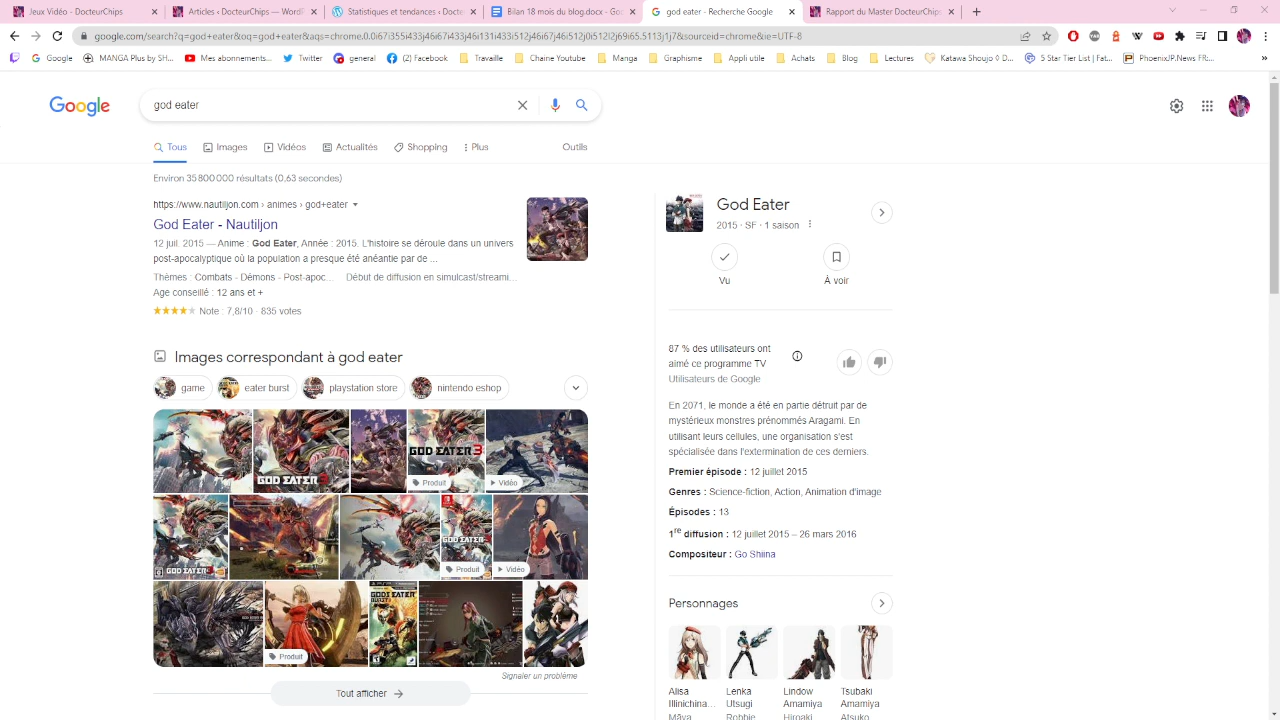 Jeux Vidéo - DocteurChips
Articles ‹ DocteurChips — WordP
Statistiques et tendances ‹ Docte
Bilan 18 mois du blog.docx - Goo
god eater - Recherche Google
Rapport du Master DocteurChips
google.com/search?q=god+eater&oq=god+eater&aqs=chrome.0.0i67i355i433j46i67i433j46i131i433i512j46i67j46i512j0i512l2j69i65.5113j1j7&sourceid=chrome&ie=UTF-8
Google
MANGA Plus by SH...
Mes abonnements...
Twitter
general
(2) Facebook
Travaille
Chaine Youtube
Manga
Graphisme
Appli utile
Achats
Blog
Lectures
Katawa Shoujo ◊ D...
5 Star Tier List | Fat...
PhoenixJP.News FR:...
Google
god eater
Tous
Images
Vidéos
Actualités
Shopping
Plus
Outils
Environ 35 800 000 résultats (0,63 secondes)
https://www.nautiljon.com › animes › god+eater
God Eater - Nautiljon
12 juil. 2015 — Anime : God Eater, Année : 2015. L'histoire se déroule dans un univers
post-apocalyptique où la population a presque été anéantie par de ...
Thèmes : Combats - Démons - Post-apoc... Début de diffusion en simulcast/streami...
Age conseillé : 12 ans et +
Note : 7,8/10 · 835 votes
Images correspondant à god eater
game
eater burst
playstation store
nintendo eshop
GOD EATER 3
GOD EATER 3
Produit
Vidéo
GOD EATER
GOD EATER
Produit
Vidéo
GOD EATER
Produit
Signaler un problème
Tout afficher
God Eater
2015 · SF · 1 saison
Vu
À voir
87 % des utilisateurs ont
aimé ce programme TV
Utilisateurs de Google
En 2071, le monde a été en partie détruit par de
mystérieux monstres prénommés Aragami. En
utilisant leurs cellules, une organisation s'est
spécialisée dans l'extermination de ces derniers.
Premier épisode : 12 juillet 2015
Genres : Science-fiction, Action, Animation d'image
Épisodes : 13
1re diffusion : 12 juillet 2015 – 26 mars 2016
Compositeur : Go Shiina
Personnages
Alisa
Illinichina...
Māya
Lenka
Utsugi
Robbie
Lindow
Amamiya
Hiroaki
Tsubaki
Amamiya
Atsuko